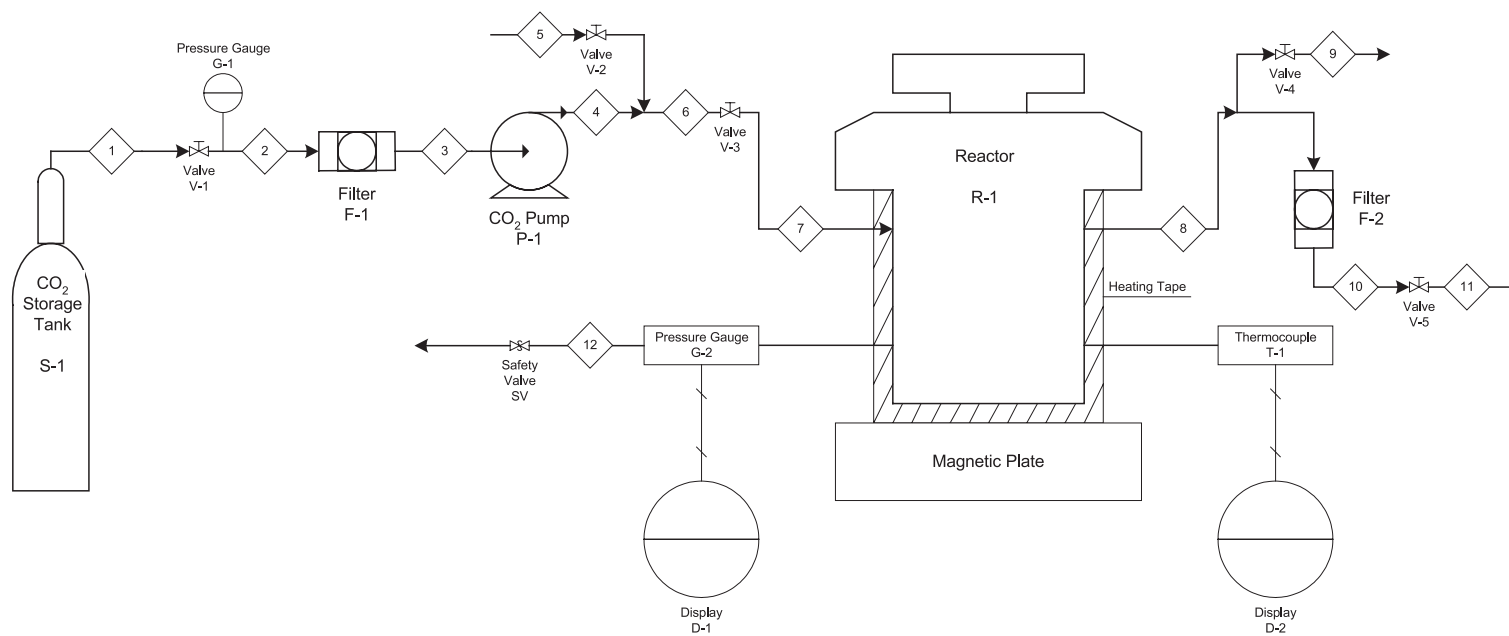 Pressure Gauge
G-1
1
Valve
V-1
2
Filter
F-1
3
CO₂ Pump
P-1
4
5
Valve
V-2
6
Valve
V-3
7
Reactor
R-1
8
9
Valve
V-4
Filter
F-2
10
Valve
V-5
11
Heating Tape
CO₂
Storage
Tank
S-1
12
Safety
Valve
SV
Pressure Gauge
G-2
Thermocouple
T-1
Magnetic Plate
Display
D-1
Display
D-2